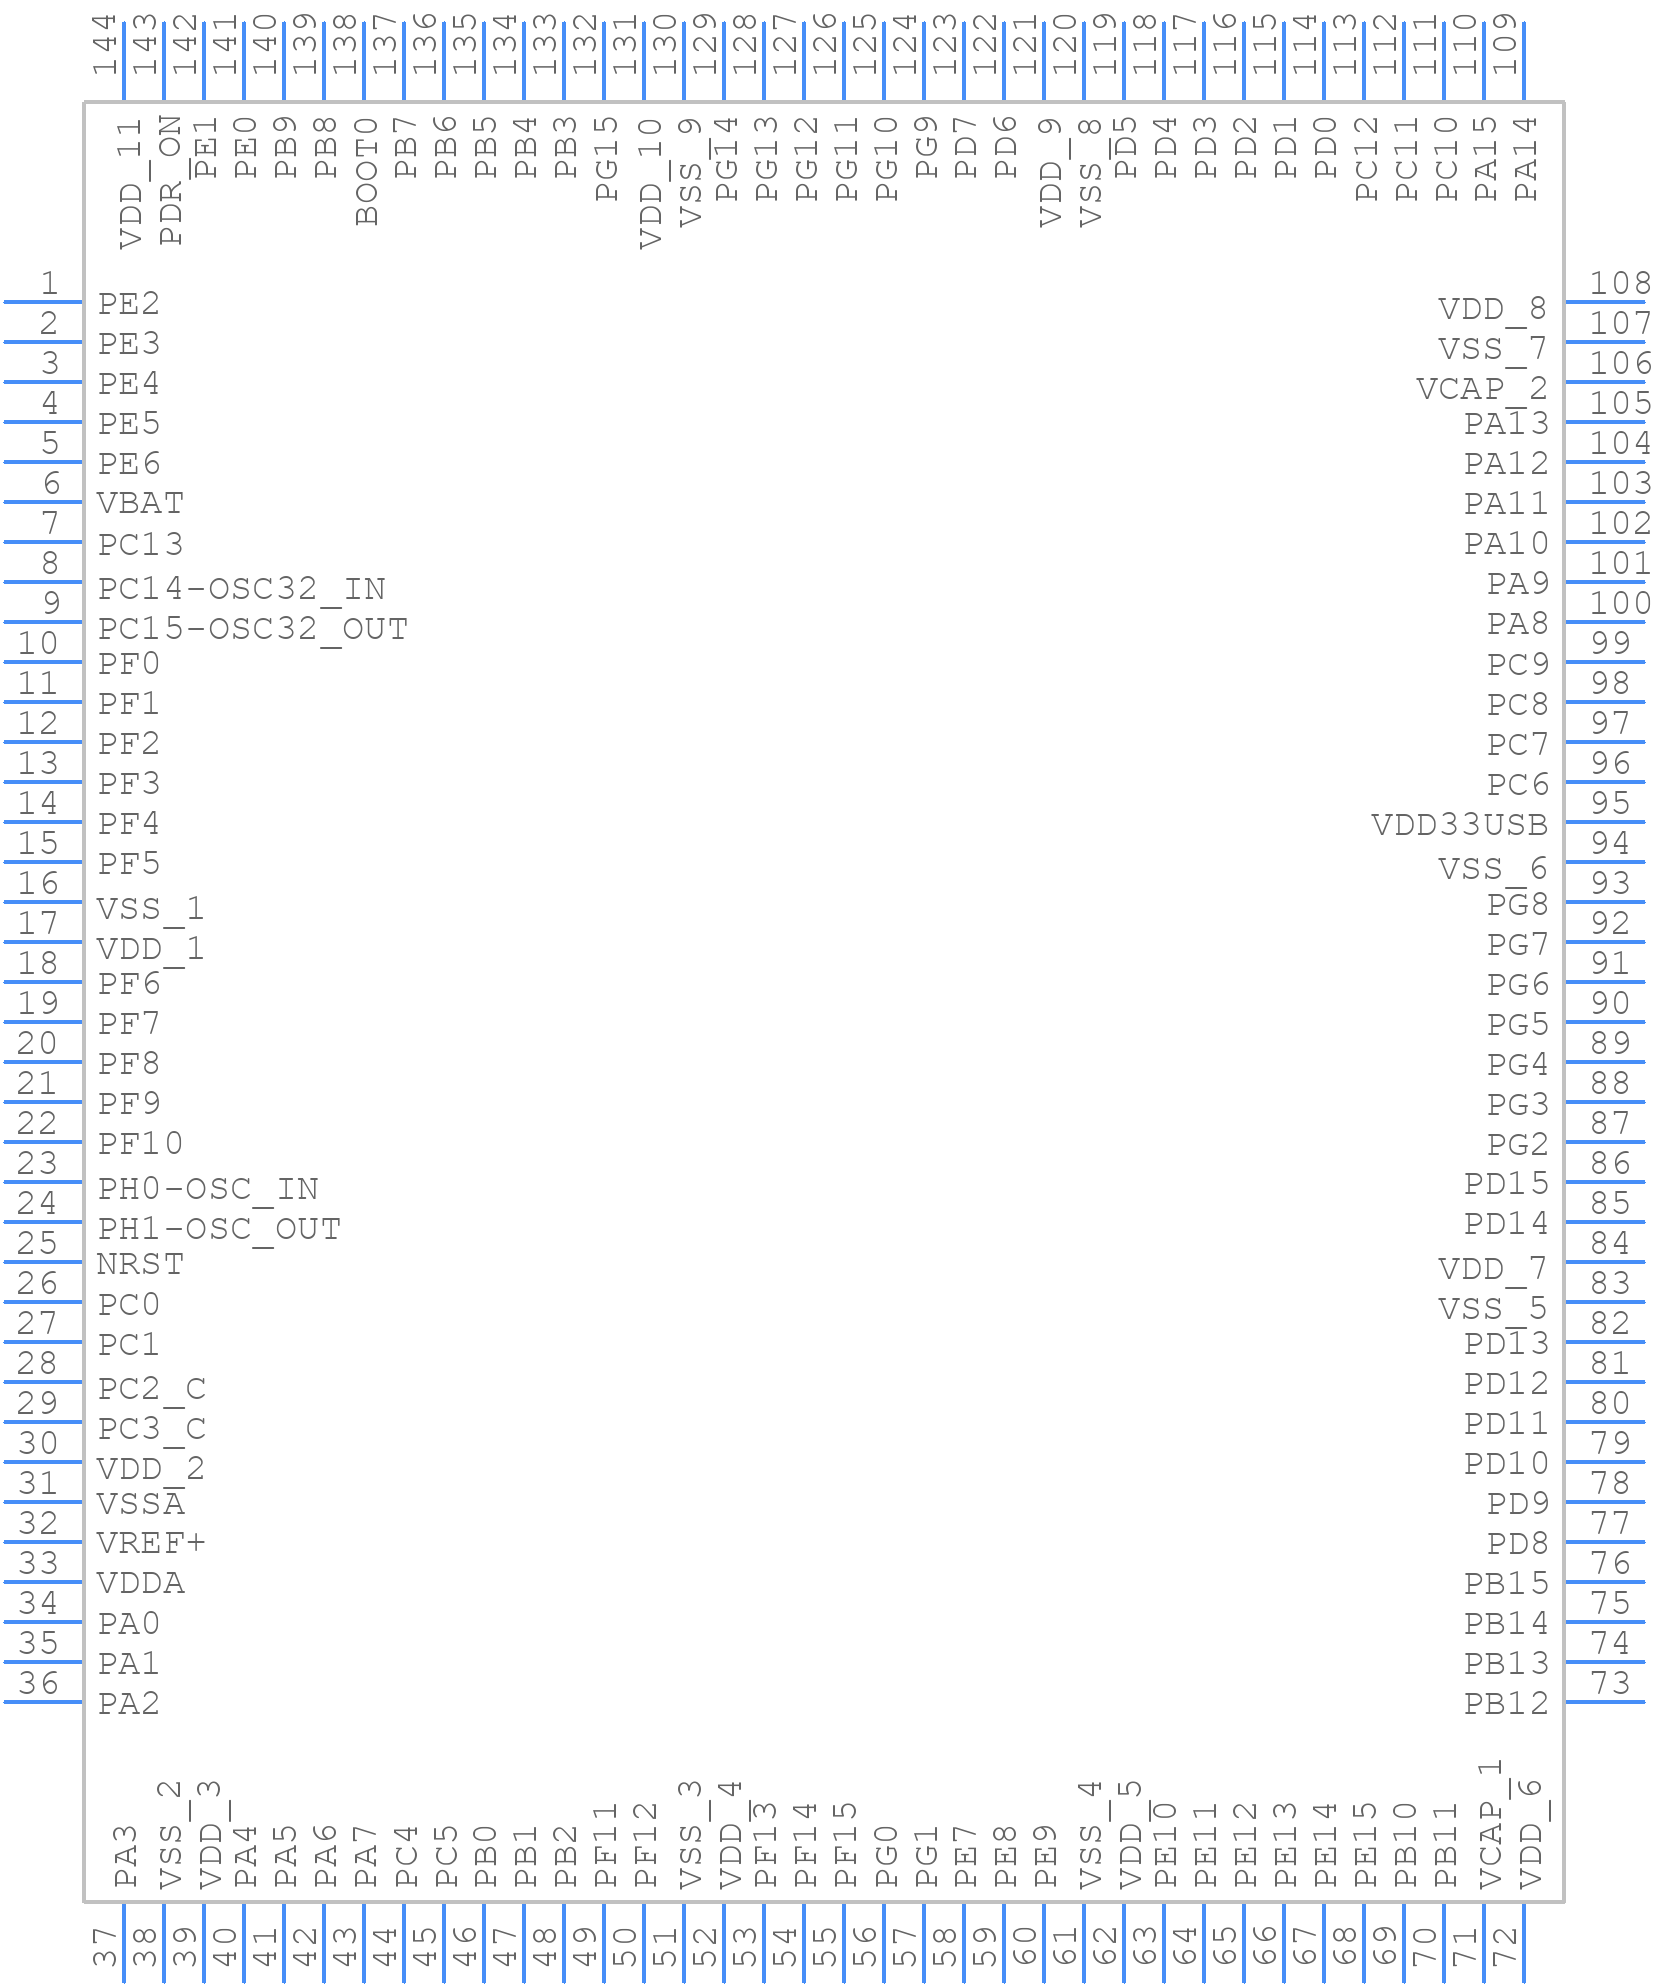 144 143 142 141 140 139 138 137 136 135 134 133 132 131 130 129 128 127 126 125 124 123 122 121 120 119 118 117 116 115 114 113 112 111 110 109
VDD_11 PDR_ON PE1 PE0 PB9 PB8 BOOT0 PB7 PB6 PB5 PB4 PB3 PG15 VDD_10 VSS_9 PG14 PG13 PG12 PG11 PG10 PG9 PD7 PD6 VDD_9 VSS_8 PD5 PD4 PD3 PD2 PD1 PD0 PC12 PC11 PC10 PA15 PA14
1 PE2 VDD_8 108
2 PE3 VSS_7 107
3 PE4 VCAP_2 106
4 PE5 PA13 105
5 PE6 PA12 104
6 VBAT PA11 103
7 PC13 PA10 102
8 PC14-OSC32_IN PA9 101
9 PC15-OSC32_OUT PA8 100
10 PF0 PC9 99
11 PF1 PC8 98
12 PF2 PC7 97
13 PF3 PC6 96
14 PF4 VDD33USB 95
15 PF5 VSS_6 94
16 VSS_1 PG8 93
17 VDD_1 PG7 92
18 PF6 PG6 91
19 PF7 PG5 90
20 PF8 PG4 89
21 PF9 PG3 88
22 PF10 PG2 87
23 PH0-OSC_IN PD15 86
24 PH1-OSC_OUT PD14 85
25 NRST VDD_7 84
26 PC0 VSS_5 83
27 PC1 PD13 82
28 PC2_C PD12 81
29 PC3_C PD11 80
30 VDD_2 PD10 79
31 VSSA PD9 78
32 VREF+ PD8 77
33 VDDA PB15 76
34 PA0 PB14 75
35 PA1 PB13 74
36 PA2 PB12 73
PA3 VSS_2 VDD_3 PA4 PA5 PA6 PA7 PC4 PC5 PB0 PB1 PB2 PF11 PF12 VSS_3 VDD_4 PF13 PF14 PF15 PG0 PG1 PE7 PE8 PE9 VSS_4 VDD_5 PE10 PE11 PE12 PE13 PE14 PE15 PB10 PB11 VCAP_1 VDD_6
37 38 39 40 41 42 43 44 45 46 47 48 49 50 51 52 53 54 55 56 57 58 59 60 61 62 63 64 65 66 67 68 69 70 71 72